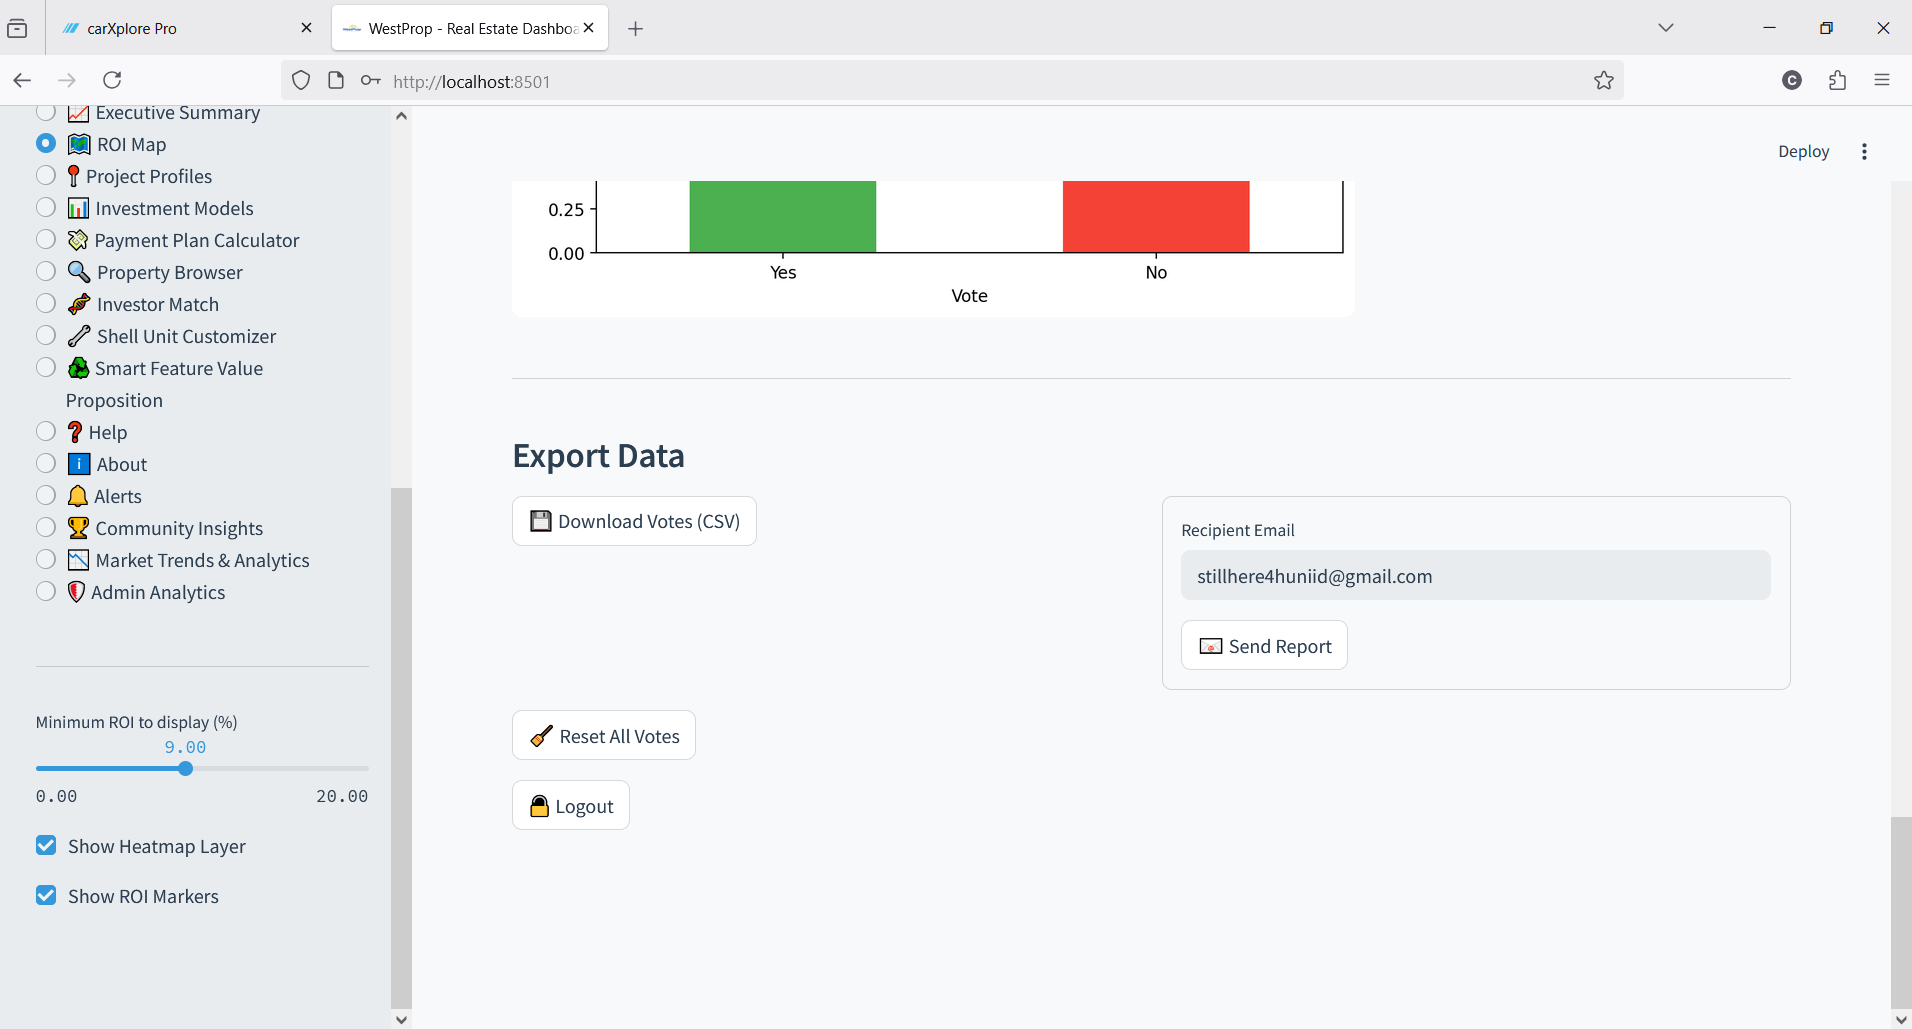 carXplore Pro
WestProp - Real Estate Dashboa
http://localhost:8501
Executive Summary
ROI Map
Project Profiles
Investment Models
Payment Plan Calculator
Property Browser
Investor Match
Shell Unit Customizer
Smart Feature Value
Proposition
Help
About
Alerts
Community Insights
Market Trends & Analytics
Admin Analytics
Minimum ROI to display (%)
9.00
0.00 20.00
Show Heatmap Layer
Show ROI Markers
Deploy
0.25
0.00
Yes No
Vote
Export Data
Download Votes (CSV)
Recipient Email
stillhere4huniid@gmail.com
Send Report
Reset All Votes
Logout